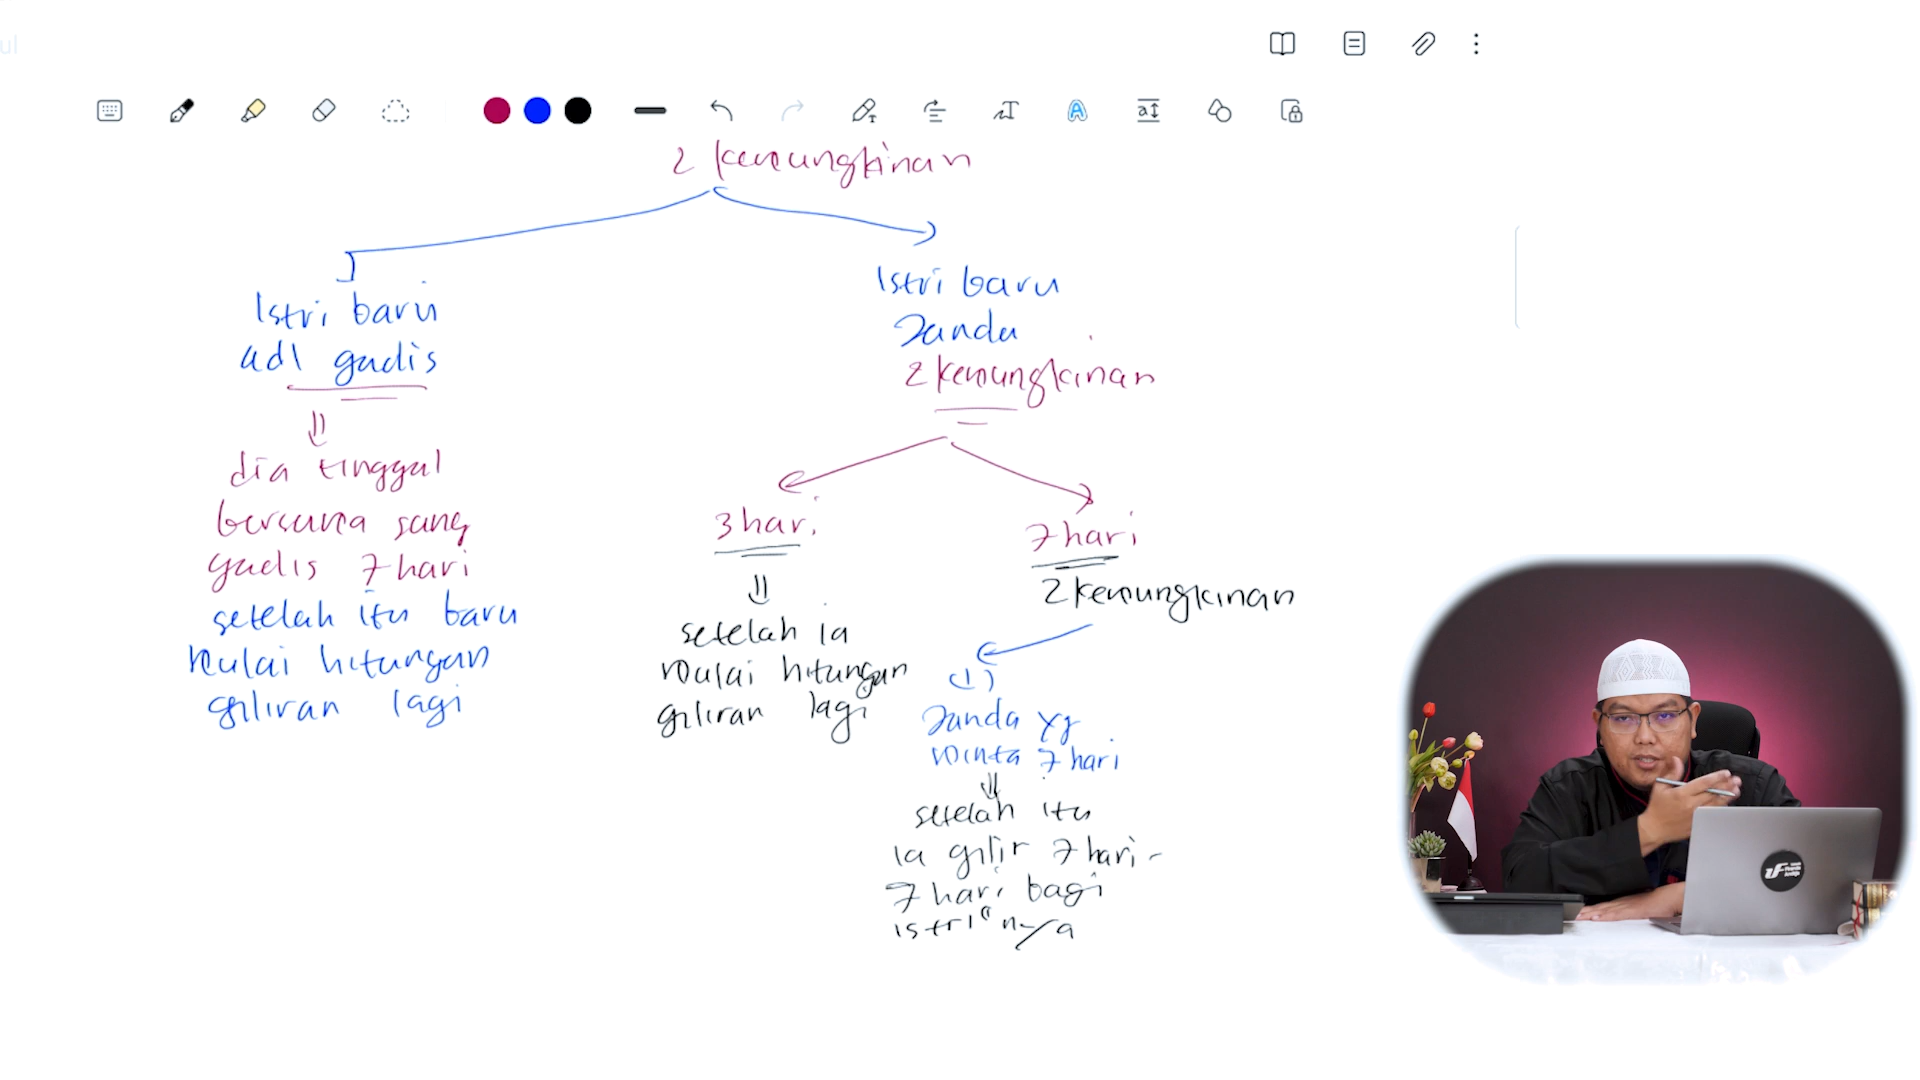 ul
2 kemungkinan
Istri baru
adl gadis
dia tinggal
bersama sang
gadis 7 hari
setelah itu baru
mulai hitungan
giliran lagi
Istri baru
Janda
2 kemungkinan
3 hari
setelah ia
mulai hitungan
giliran lagi
7 hari
2 kemungkinan
Janda yg
minta 7 hari
setelah itu
ia gilir 7 hari -
7 hari bagi
istri" nya